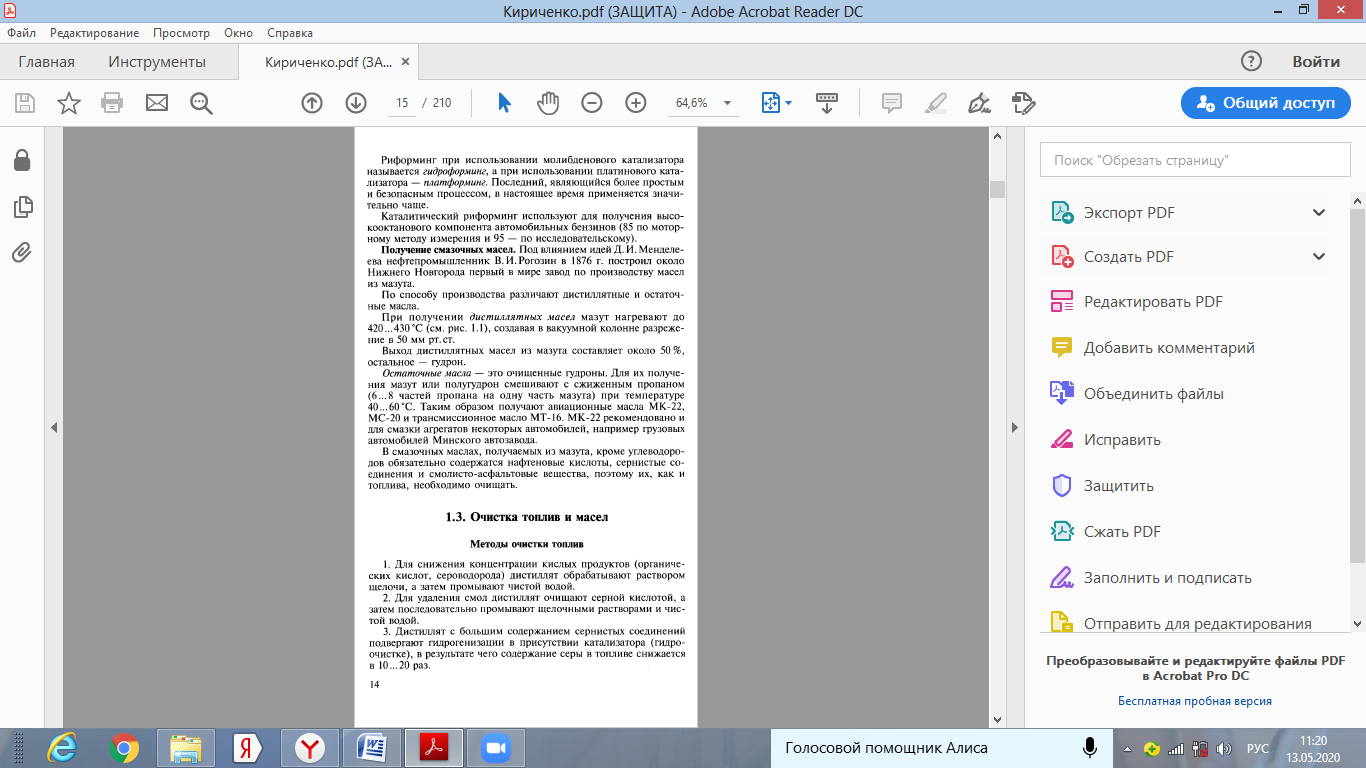 Кириченко.pdf (ЗАЩИТА) - Adobe Acrobat Reader DC
Файл Редактирование Просмотр Окно Справка
Главная Инструменты Кириченко.pdf (ЗА... × Войти
15 / 210 64,6% Общий доступ
Риформинг при использовании молибденового катализатора
называется гидроформинг, а при использовании платинового ката-
лизатора — платформинг. Последний, являющийся более простым
и безопасным процессом, в настоящее время применяется значи-
тельно чаще.
Каталитический риформинг используют для получения высо-
кооктанового компонента автомобильных бензинов (85 по мотор-
ному методу измерения и 95 — по исследовательскому).
Получение смазочных масел. Под влиянием идей Д. И. Менделе-
ева нефтепромышленник В. И. Рогозин в 1876 г. построил около
Нижнего Новгорода первый в мире завод по производству масел
из мазута.
По способу производства различают дистиллятные и остаточ-
ные масла.
При получении дистиллятных масел мазут нагревают до
420...430 °С (см. рис. 1.1), создавая в вакуумной колонне разреже-
ние в 50 мм рт. ст.
Выход дистиллятных масел из мазута составляет около 50 %,
остальное — гудрон.
Остаточные масла — это очищенные гудроны. Для их получе-
ния мазут или полугудрон смешивают с сжиженным пропаном
(6...8 частей пропана на одну часть мазута) при температуре
40...60 °С. Таким образом получают авиационные масла МК-22,
МС-20 и трансмиссионное масло МТ-16. МК-22 рекомендовано и
для смазки агрегатов некоторых автомобилей, например грузовых
автомобилей Минского автозавода.
В смазочных маслах, получаемых из мазута, кроме углеводоро-
дов обязательно содержатся нафтеновые кислоты, сернистые со-
единения и смолисто-асфальтовые вещества, поэтому их, как и
топлива, необходимо очищать.
1.3. Очистка топлив и масел
Методы очистки топлив
1. Для снижения концентрации кислых продуктов (органиче-
ских кислот, сероводорода) дистиллят обрабатывают раствором
щелочи, а затем промывают чистой водой.
2. Для удаления смол дистиллят очищают серной кислотой, а
затем последовательно промывают щелочными растворами и чис-
той водой.
3. Дистиллят с большим содержанием сернистых соединений
подвергают гидрогенизации в присутствии катализатора (гидро-
очистке), в результате чего содержание серы в топливе снижается
в 10...20 раз.
14
Поиск "Обрезать страницу"
Экспорт PDF
Создать PDF
Редактировать PDF
Добавить комментарий
Объединить файлы
Исправить
Защитить
Сжать PDF
Заполнить и подписать
Отправить для редактирования
Преобразовывайте и редактируйте файлы PDF
в Acrobat Pro DC
Бесплатная пробная версия
Голосовой помощник Алиса
РУС
11:20
13.05.2020